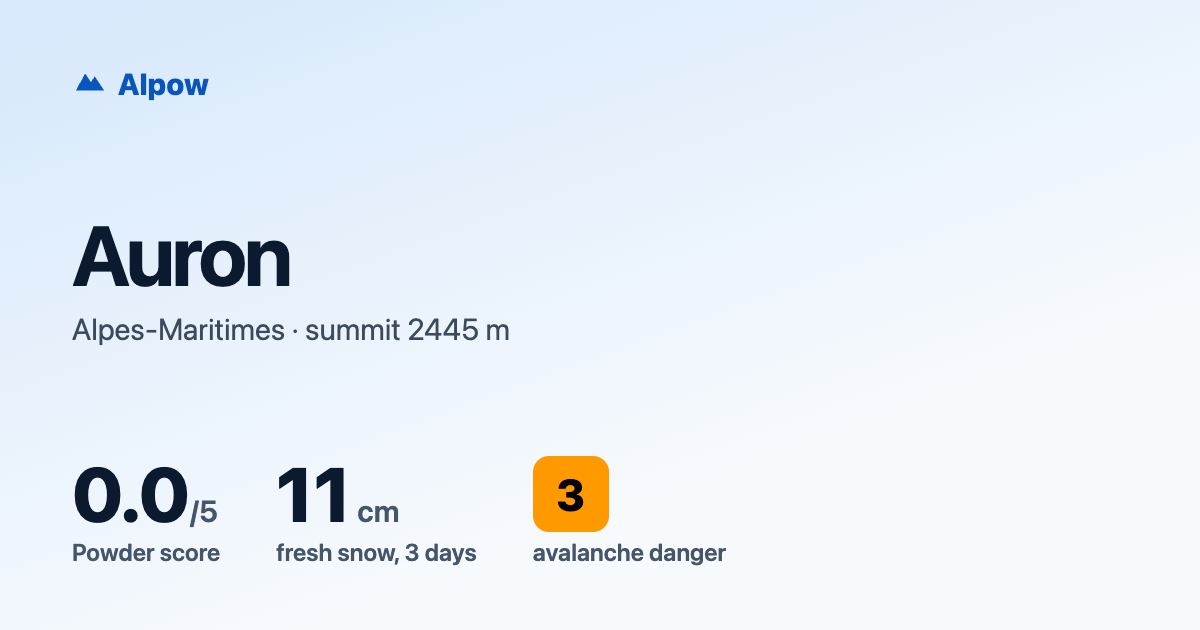 Alpow
Auron
Alpes-Maritimes · summit 2445 m
0.0/5 11 cm 3
Powder score fresh snow, 3 days avalanche danger